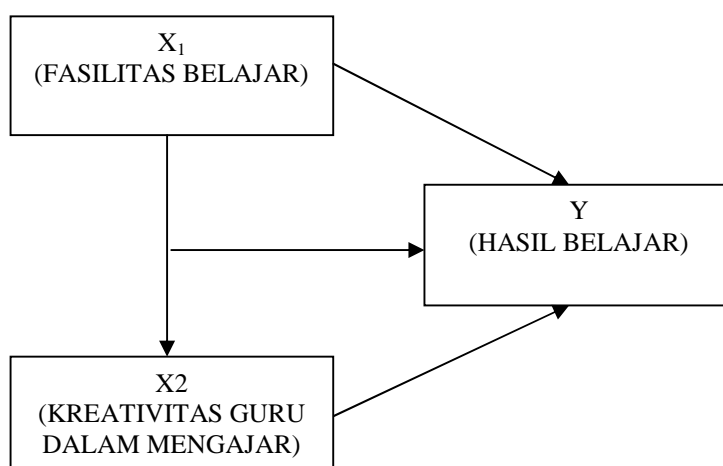 X₁
(FASILITAS BELAJAR)
Y
(HASIL BELAJAR)
X2
(KREATIVITAS GURU
DALAM MENGAJAR)